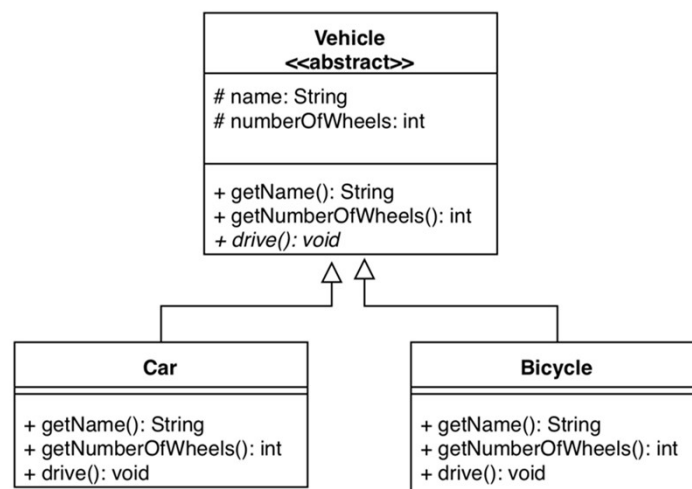 Vehicle
<<abstract>>
# name: String
# numberOfWheels: int
+ getName(): String
+ getNumberOfWheels(): int
+ drive(): void
Car
+ getName(): String
+ getNumberOfWheels(): int
+ drive(): void
Bicycle
+ getName(): String
+ getNumberOfWheels(): int
+ drive(): void